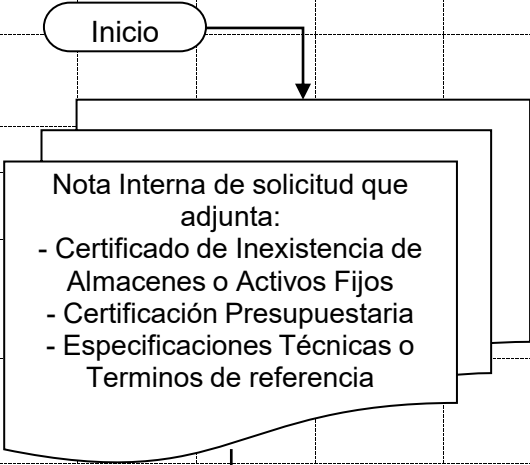 Inicio
Nota Interna de solicitud que
adjunta:
- Certificado de Inexistencia de
Almacenes o Activos Fijos
- Certificación Presupuestaria
- Especificaciones Técnicas o
Terminos de referencia